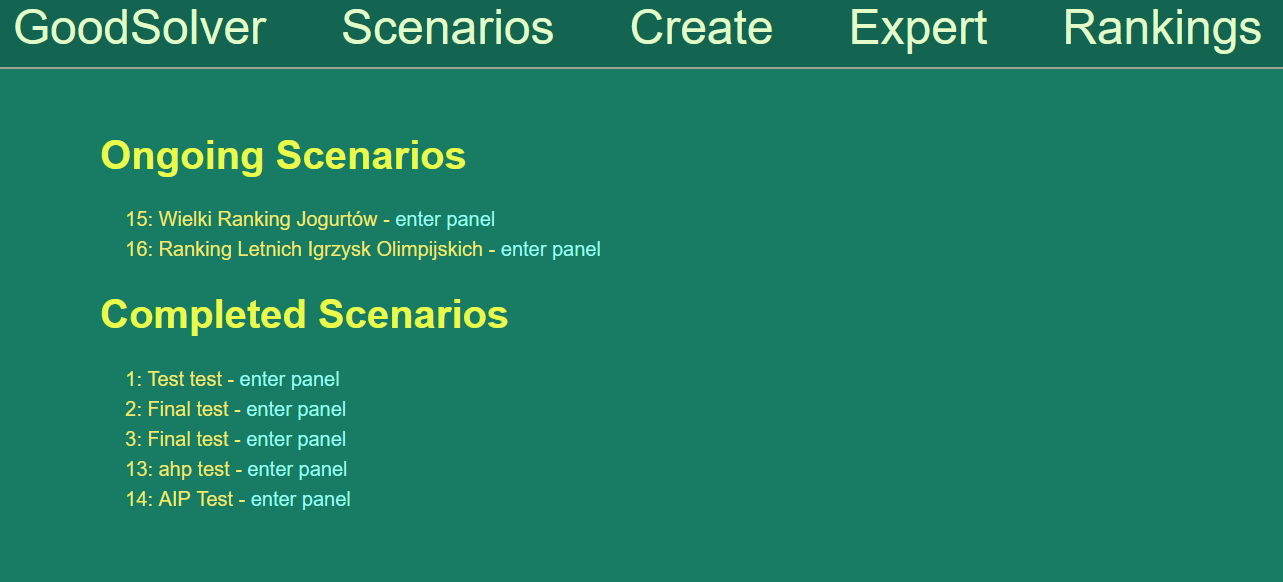 GoodSolver Scenarios Create Expert Rankings
Ongoing Scenarios
15: Wielki Ranking Jogurtów - enter panel
16: Ranking Letnich Igrzysk Olimpijskich - enter panel
Completed Scenarios
1: Test test - enter panel
2: Final test - enter panel
3: Final test - enter panel
13: ahp test - enter panel
14: AIP Test - enter panel